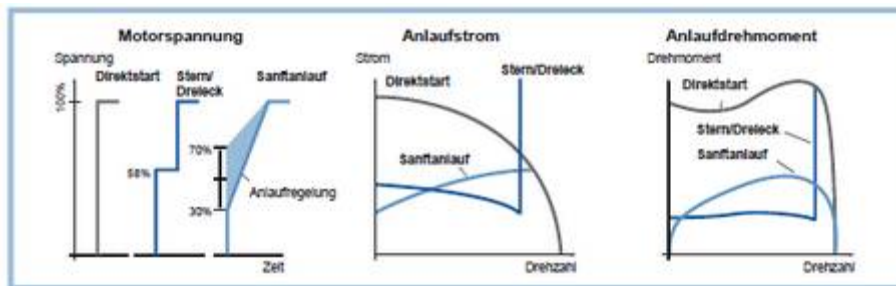 Motorspannung
Spannung
Direktstart
Stern/
Dreieck
Sanftanlauf
100%
70%
58%
30%
Anlaufregelung
Zeit
Anlaufstrom
Strom
Stern/Dreieck
Direktstart
Sanftanlauf
Drehzahl
Anlaufdrehmoment
Drehmoment
Direktstart
Stern/Dreieck
Sanftanlauf
Drehzahl